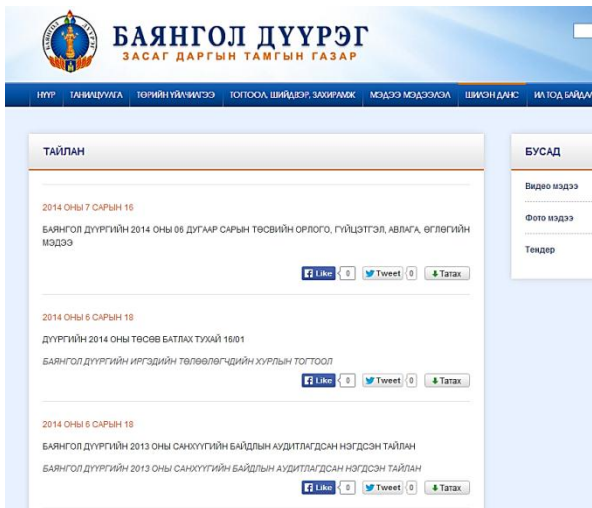 БАЯНГОЛ ДҮҮРЭГ
ЗАСАГ ДАРГЫН ТАМГЫН ГАЗАР
НҮҮР ТАНИЛЦУУЛГА ТӨРИЙН ҮЙЛЧИЛГЭЭ ТОГТООЛ, ШИЙДВЭР, ЗАХИРАМЖ МЭДЭЭ МЭДЭЭЛЭЛ ШИЛЭН ДАНС ИЛ ТОД
ТАЙЛАН
2014 ОНЫ 7 САРЫН 16
БАЯНГОЛ ДҮҮРГИЙН 2014 ОНЫ 06 ДУГААР САРЫН ТӨСВИЙН ОРЛОГО, ГҮЙЦЭТГЭЛ, АВЛАГА, ӨГЛӨГИЙН
МЭДЭЭ
Like 0 Tweet 0 Татах
2014 ОНЫ 6 САРЫН 18
ДҮҮРГИЙН 2014 ОНЫ ТӨСӨВ БАТЛАХ ТУХАЙ 16/01
БАЯНГОЛ ДҮҮРГИЙН ИРГЭДИЙН ТӨЛӨӨЛӨГЧДИЙН ХУРЛЫН ТОГТООЛ
Like 0 Tweet 0 Татах
2014 ОНЫ 6 САРЫН 18
БАЯНГОЛ ДҮҮРГИЙН 2013 ОНЫ САНХҮҮГИЙН БАЙДЛЫН АУДИТЛАГДСАН НЭГДСЭН ТАЙЛАН
БАЯНГОЛ ДҮҮРГИЙН 2013 ОНЫ САНХҮҮГИЙН БАЙДЛЫН АУДИТЛАГДСАН НЭГДСЭН ТАЙЛАН
Like 0 Tweet 0 Татах
БУСАД
Видео мэдээ
Фото мэдээ
Тендер